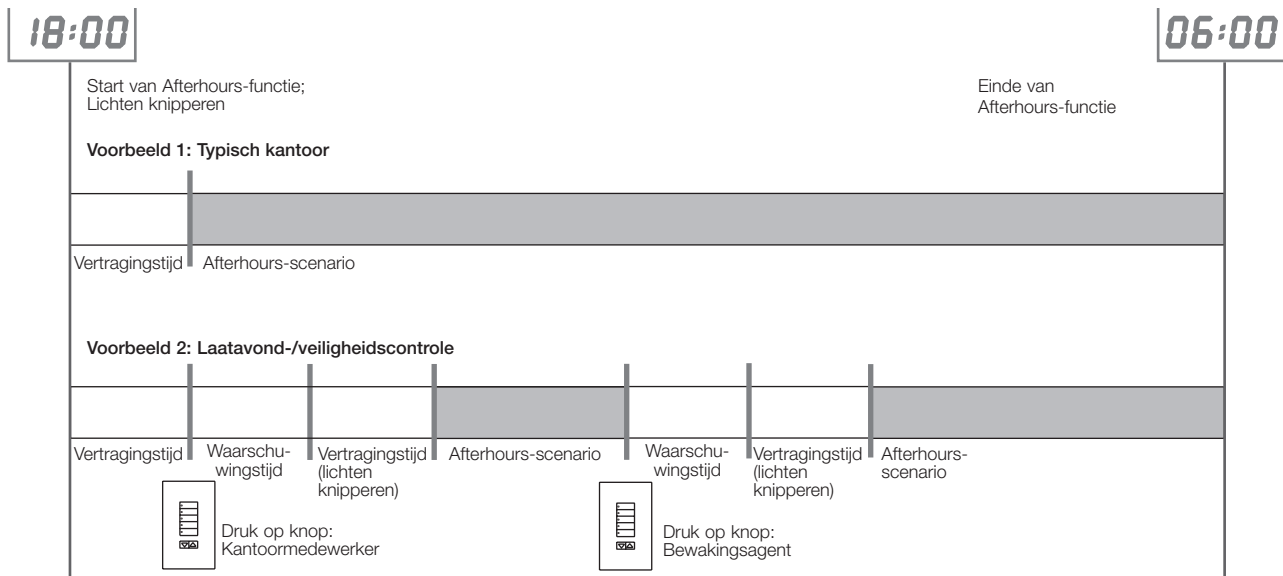 18:00
06:00
Start van Afterhours-functie;
Lichten knipperen
Einde van
Afterhours-functie
Voorbeeld 1: Typisch kantoor
Vertragingstijd
Afterhours-scenario
Voorbeeld 2: Laatavond-/veiligheidscontrole
Vertragingstijd
Waarschu-
wingstijd
Vertragingstijd
(lichten
knipperen)
Afterhours-scenario
Waarschu-
wingstijd
Vertragingstijd
(lichten
knipperen)
Afterhours-
scenario
Druk op knop:
Kantoormedewerker
Druk op knop:
Bewakingsagent